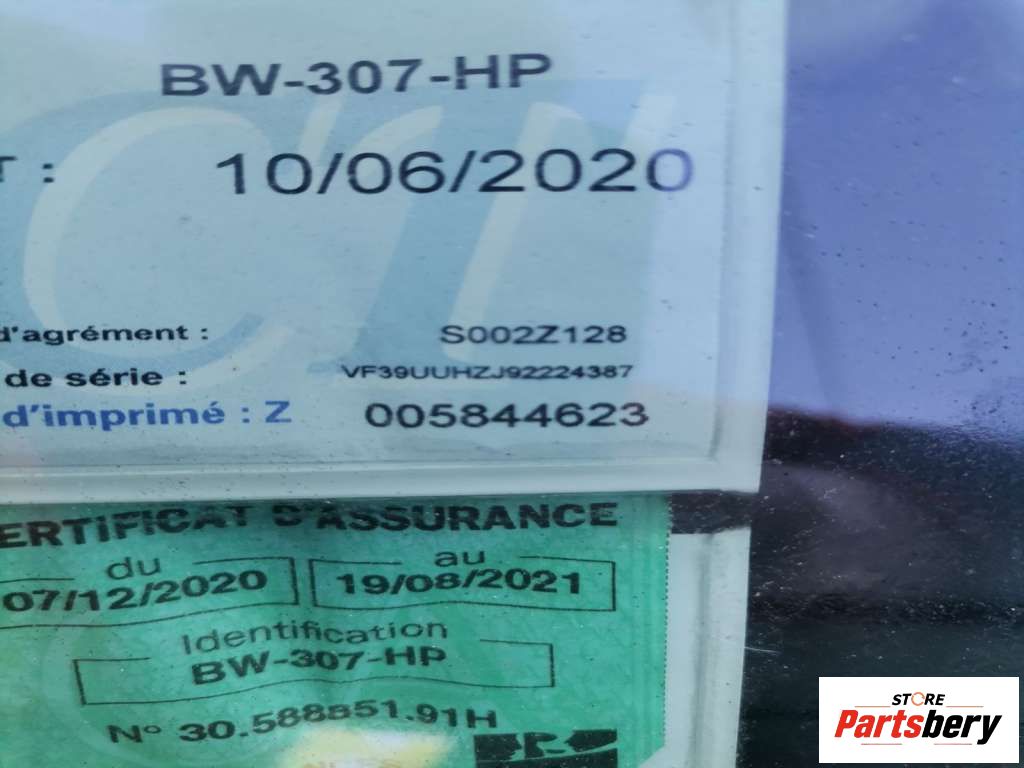 BW-307-HP
T : 10/06/2020
d'agrément : S002Z128
de série : VF39UUHZJ92224387
d'imprimé : Z 005844623
ERTIFICAT D'ASSURANCE
du au
07/12/2020 19/08/2021
Identification
BW-307-HP
N° 30.588851.91H
STORE
Partsbery